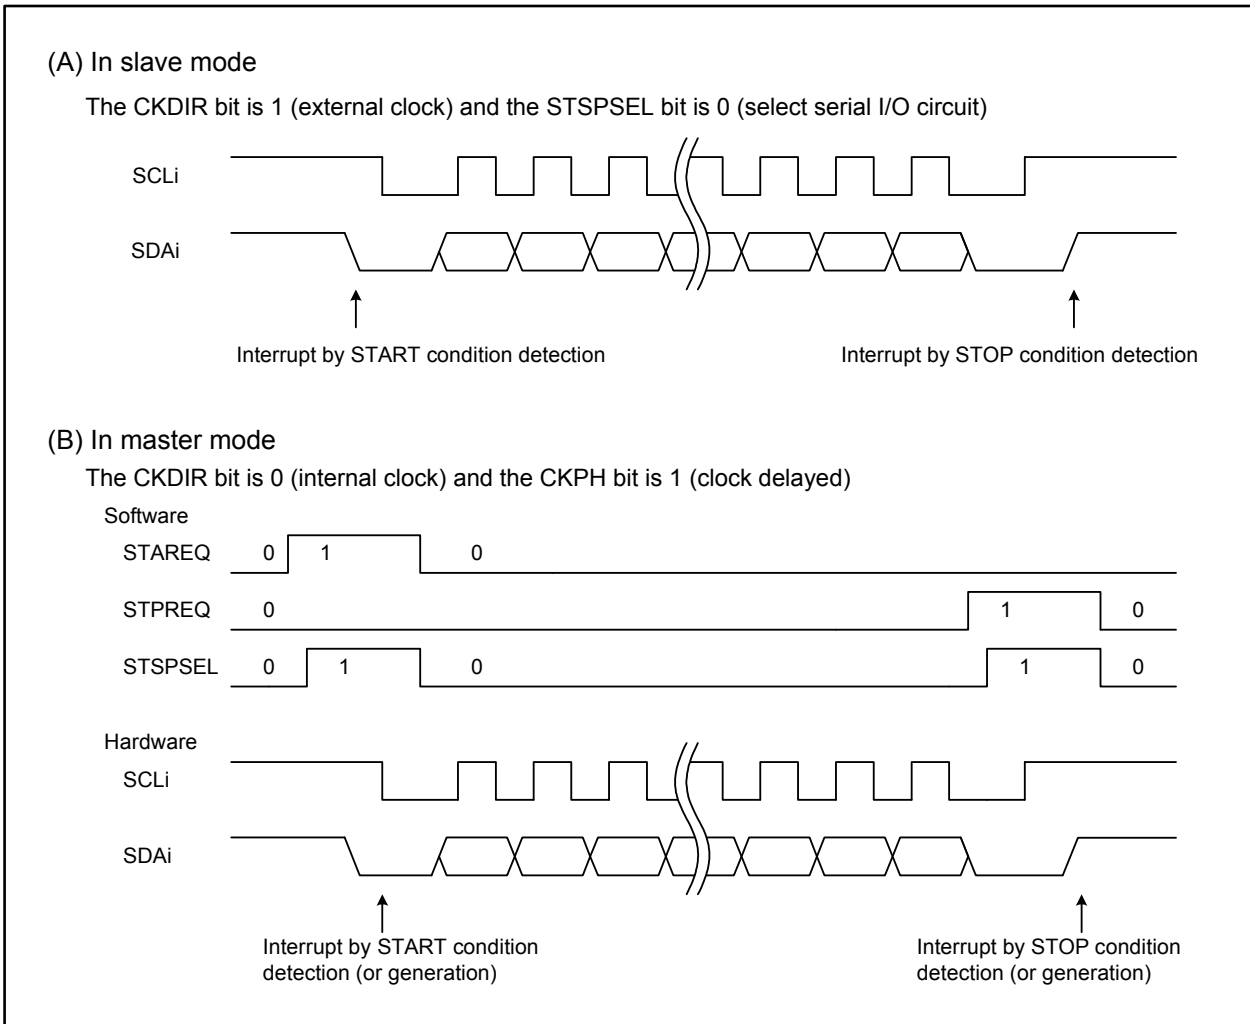 (A) In slave mode
The CKDIR bit is 1 (external clock) and the STSPSEL bit is 0 (select serial I/O circuit)
SCLi
SDAi
Interrupt by START condition detection
Interrupt by STOP condition detection
(B) In master mode
The CKDIR bit is 0 (internal clock) and the CKPH bit is 1 (clock delayed)
Software
STAREQ 0 1 0
STPREQ 0 1 0
STSPSEL 0 1 0 1 0
Hardware
SCLi
SDAi
Interrupt by START condition
detection (or generation)
Interrupt by STOP condition
detection (or generation)